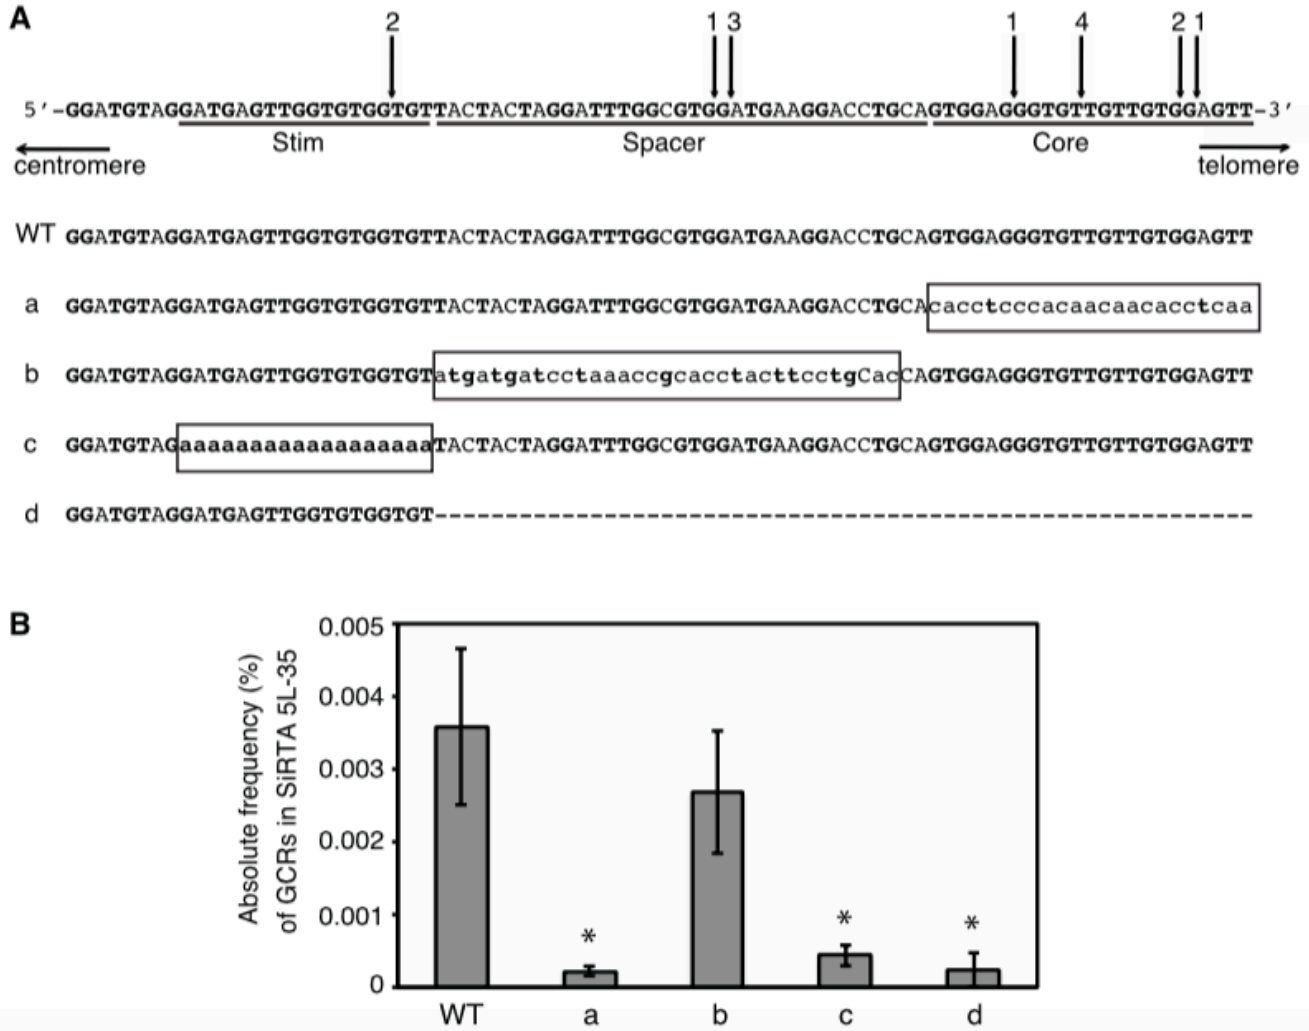 A
2 1 3 1 4 2 1
5'-GGATGTAGGATGAGTTGGTGTGGTGTTACTACTAGGATTTGGCGTGGATGAAGGACCTGCAGTGGAGGGTGTTGTTGTGGAGTT-3'
Stim Spacer Core
centromere telomere
WT GGATGTAGGATGAGTTGGTGTGGTGTTACTACTAGGATTTGGCGTGGATGAAGGACCTGCAGTGGAGGGTGTTGTTGTGGAGTT
a GGATGTAGGATGAGTTGGTGTGGTGTTACTACTAGGATTTGGCGTGGATGAAGGACCTGCAcacctcccacaacaacacctcaa
b GGATGTAGGATGAGTTGGTGTGGTGTatgatgatcctaaaccgcacctacttcctgCacCAGTGGAGGGTGTTGTTGTGGAGTT
c GGATGTAGaaaaaaaaaaaaaaaaaaTACTACTAGGATTTGGCGTGGATGAAGGACCTGCAGTGGAGGGTGTTGTTGTGGAGTT
d GGATGTAGGATGAGTTGGTGTGGTGT----------------------------------------------------------
B
Absolute frequency (%)
of GCRs in SiRTA 5L-35
0.005
0.004
0.003
0.002
0.001
0
* * *
WT a b c d